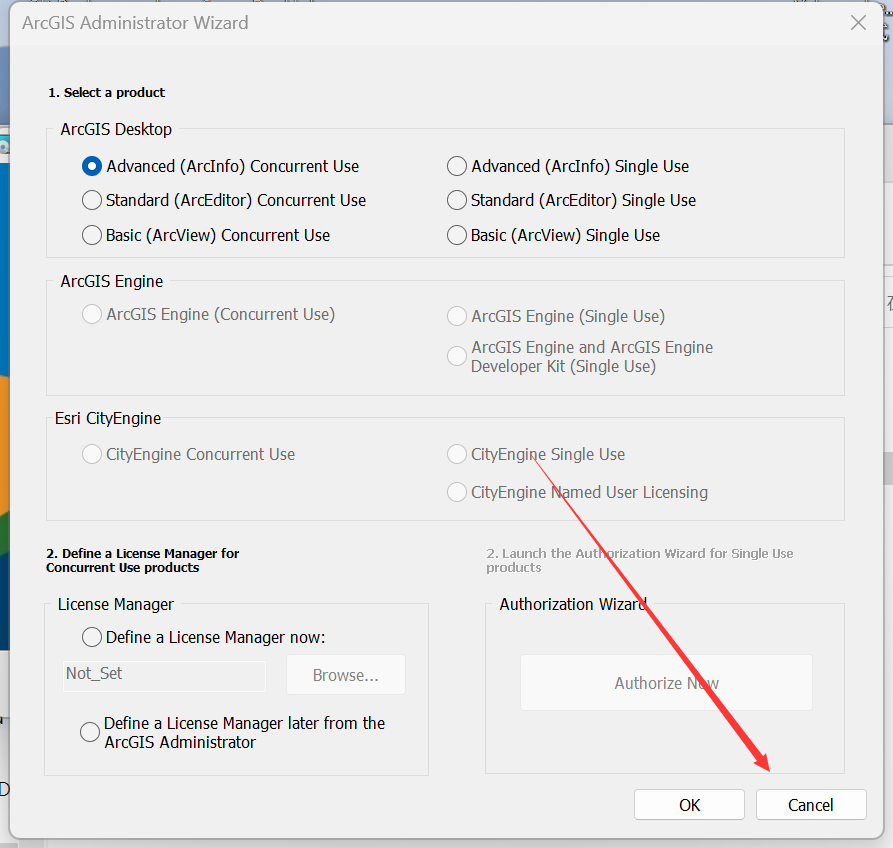 ArcGIS Administrator Wizard
1. Select a product
ArcGIS Desktop
Advanced (ArcInfo) Concurrent Use
Advanced (ArcInfo) Single Use
Standard (ArcEditor) Concurrent Use
Standard (ArcEditor) Single Use
Basic (ArcView) Concurrent Use
Basic (ArcView) Single Use
ArcGIS Engine
ArcGIS Engine (Concurrent Use)
ArcGIS Engine (Single Use)
ArcGIS Engine and ArcGIS Engine
Developer Kit (Single Use)
Esri CityEngine
CityEngine Concurrent Use
CityEngine Single Use
CityEngine Named User Licensing
2. Define a License Manager for
Concurrent Use products
2. Launch the Authorization Wizard for Single Use
products
License Manager
Define a License Manager now:
Not_Set
Browse...
Define a License Manager later from the
ArcGIS Administrator
Authorization Wizard
Authorize Now
OK
Cancel